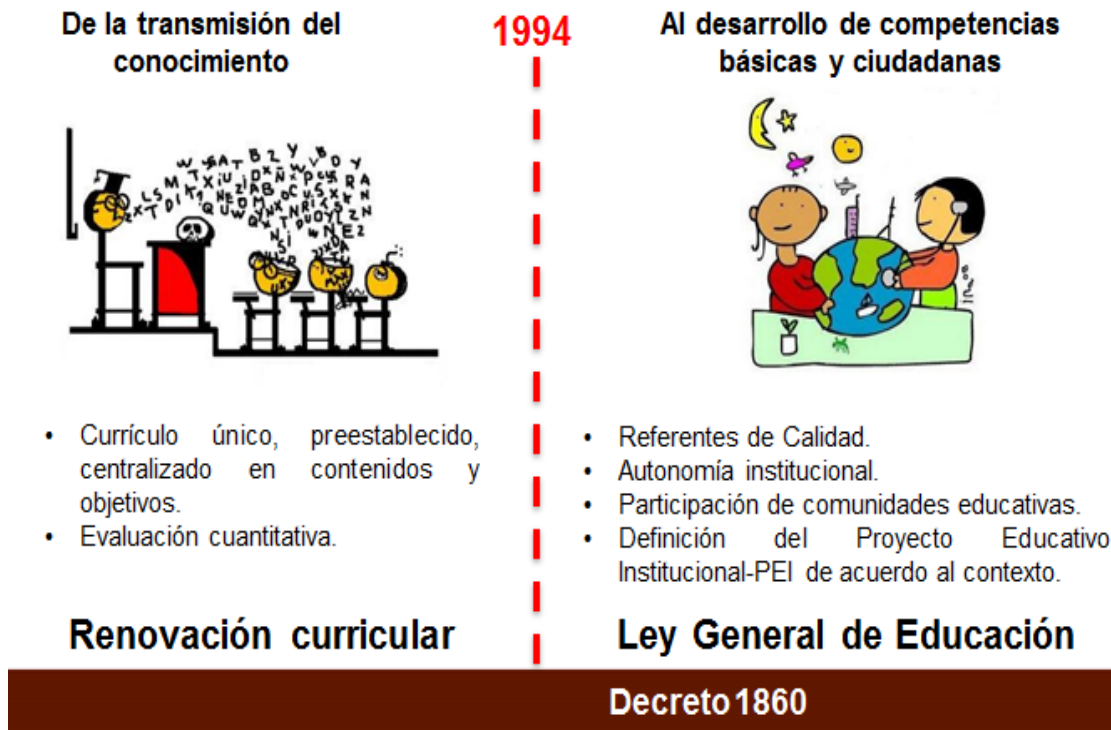 De la transmisión del
conocimiento
1994
Al desarrollo de competencias
básicas y ciudadanas
• Currículo único, preestablecido,
centralizado en contenidos y
objetivos.
• Evaluación cuantitativa.
• Referentes de Calidad.
• Autonomía institucional.
• Participación de comunidades educativas.
• Definición del Proyecto Educativo
Institucional-PEI de acuerdo al contexto.
Renovación curricular
Ley General de Educación
Decreto 1860